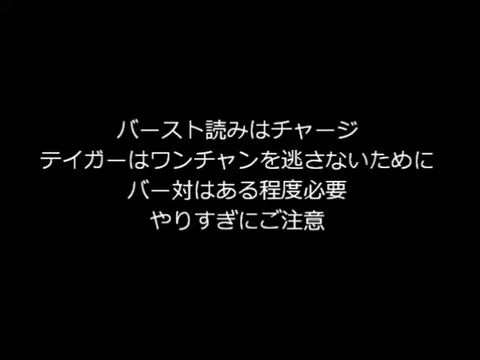 バースト読みはチャージ
テイガーはワンチャンを逃さないために
バー対はある程度必要
やりすぎにご注意